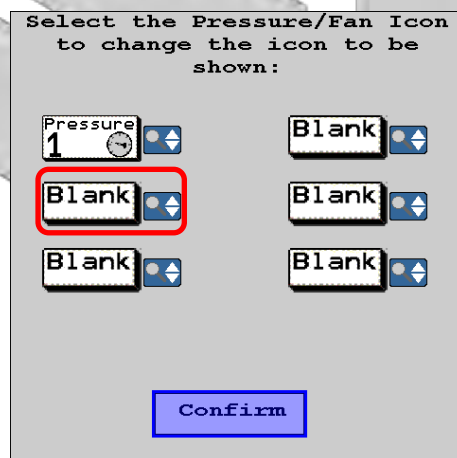 Select the Pressure/Fan Icon
to change the icon to be
shown:
Pressure
1
Blank
Blank
Blank
Blank
Blank
Confirm